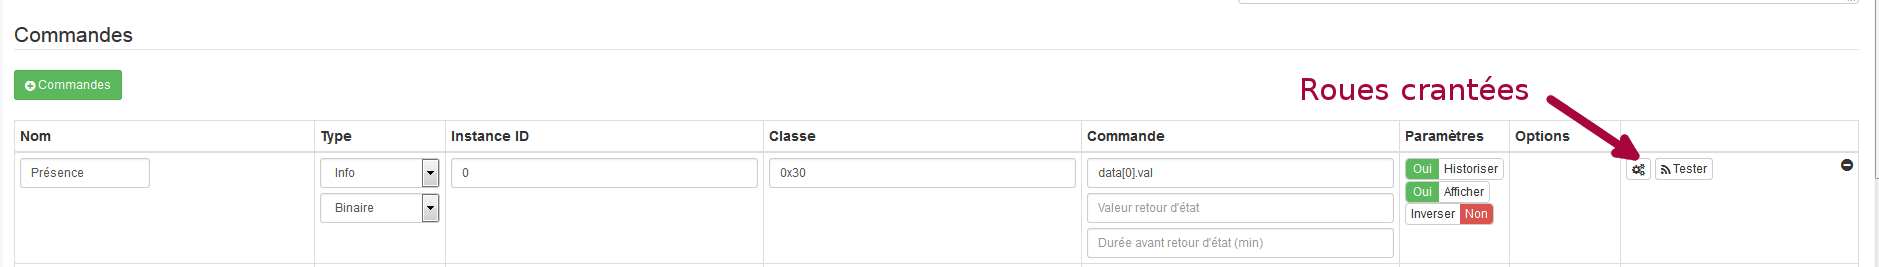 Commandes
Commandes
Roues crantées
Nom Type Instance ID Classe Commande Paramètres Options
Présence Info 0 0x30 data[0].val Oui Historiser Tester
Binaire Valeur retour d'état Oui Afficher
Inverser Non
Durée avant retour d'état (min)